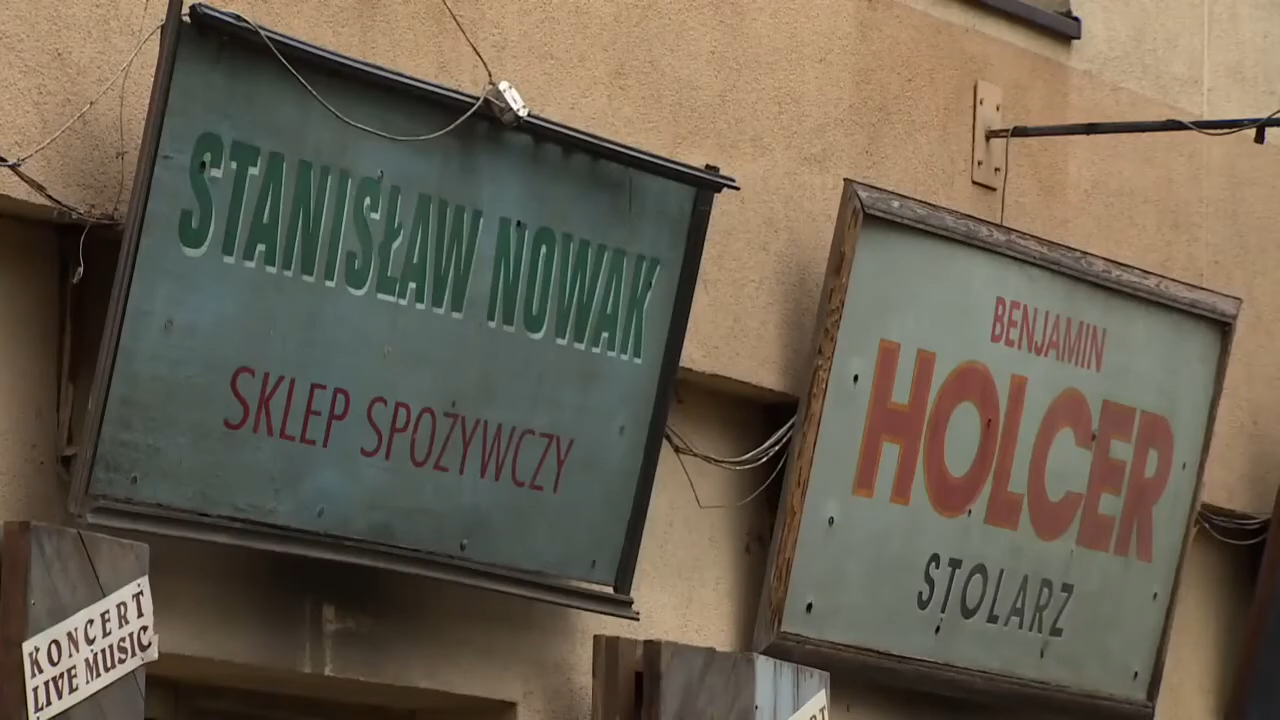 STANISŁAW NOWAK
SKLEP SPOŻYWCZY
BENJAMIN
HOLCER
STOLARZ
KONCERT
LIVE MUSIC